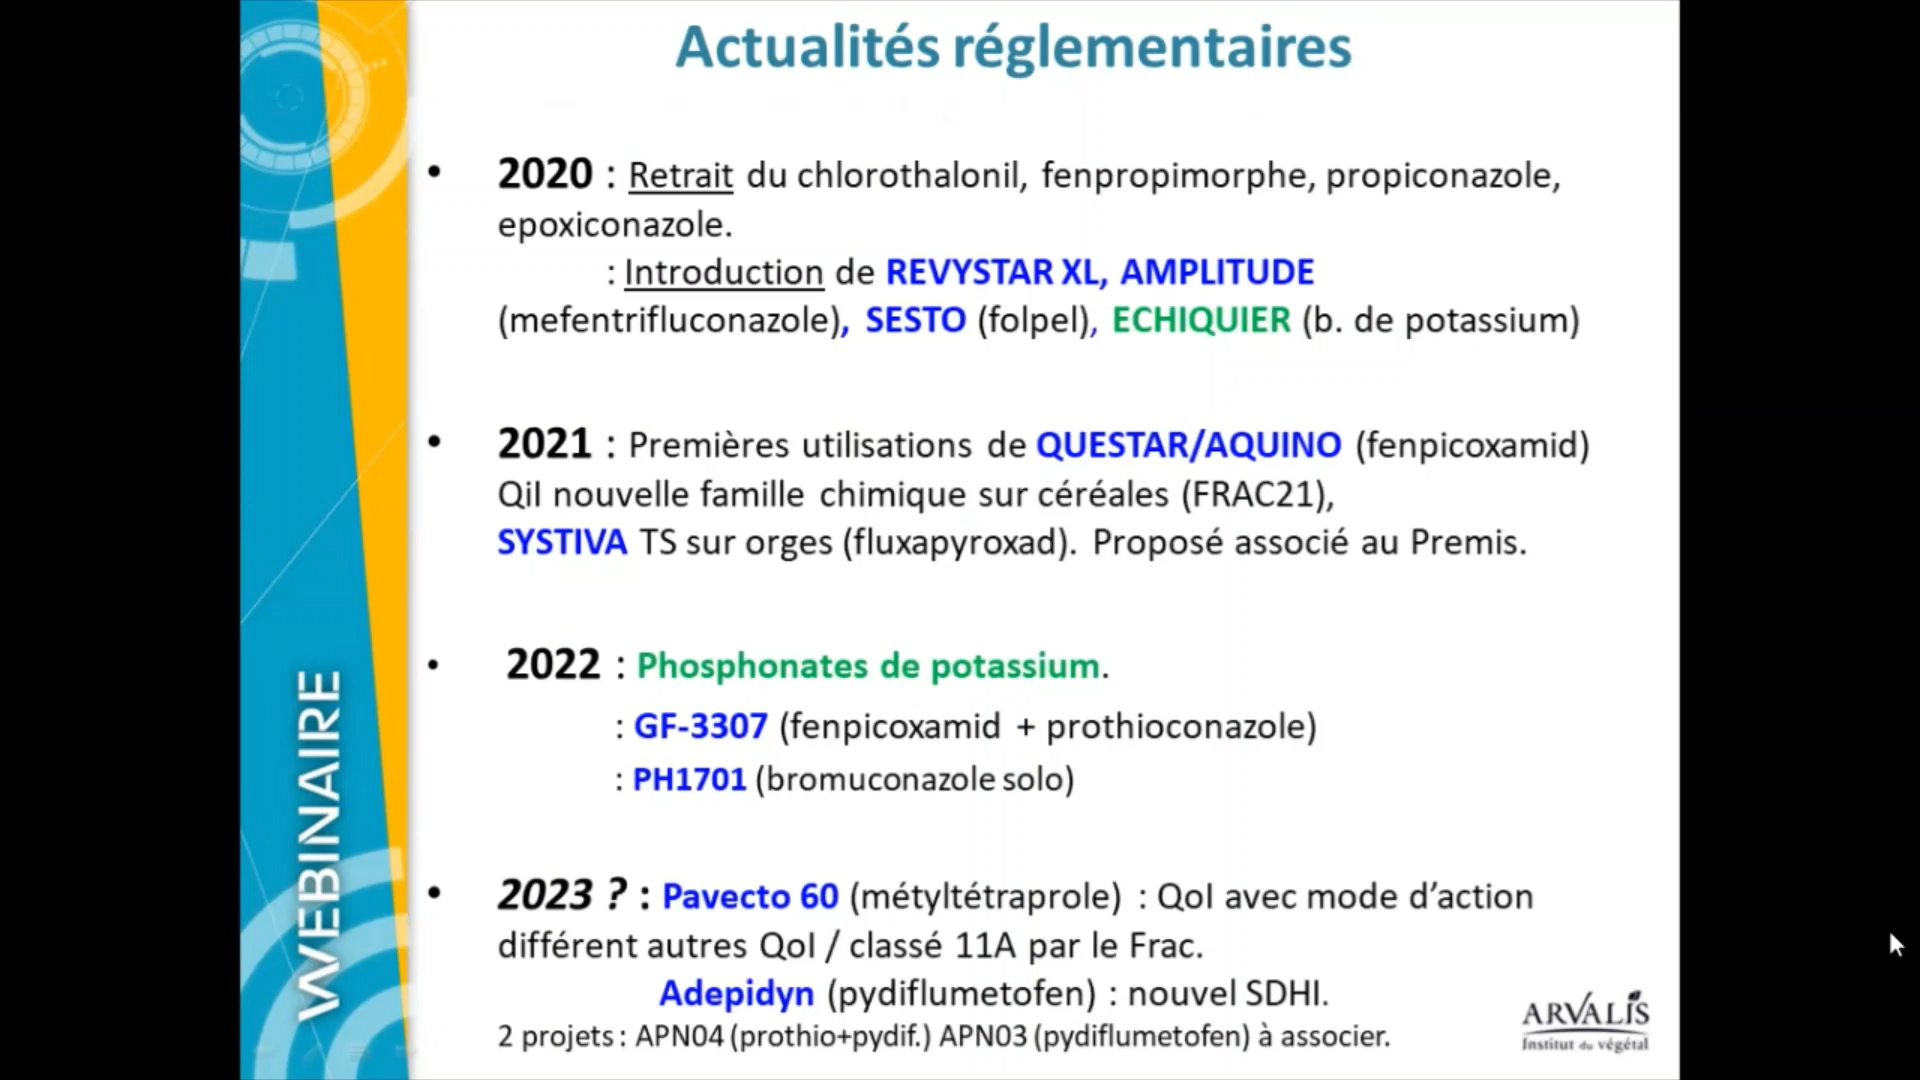 Actualités réglementaires
• 2020 : Retrait du chlorothalonil, fenpropimorphe, propiconazole,
epoxiconazole.
: Introduction de REVYSTAR XL, AMPLITUDE
(mefentrifluconazole), SESTO (folpel), ECHIQUIER (b. de potassium)
• 2021 : Premières utilisations de QUESTAR/AQUINO (fenpicoxamid)
QiI nouvelle famille chimique sur céréales (FRAC21),
SYSTIVA TS sur orges (fluxapyroxad). Proposé associé au Premis.
• 2022 : Phosphonates de potassium.
: GF-3307 (fenpicoxamid + prothioconazole)
: PH1701 (bromuconazole solo)
• 2023 ? : Pavecto 60 (métyltétraprole) : QoI avec mode d’action
différent autres QoI / classé 11A par le Frac.
Adepidyn (pydiflumetofen) : nouvel SDHI.
2 projets : APN04 (prothio+pydif.) APN03 (pydiflumetofen) à associer.
WEBINAIRE
ARVALIS
Institut du végétal